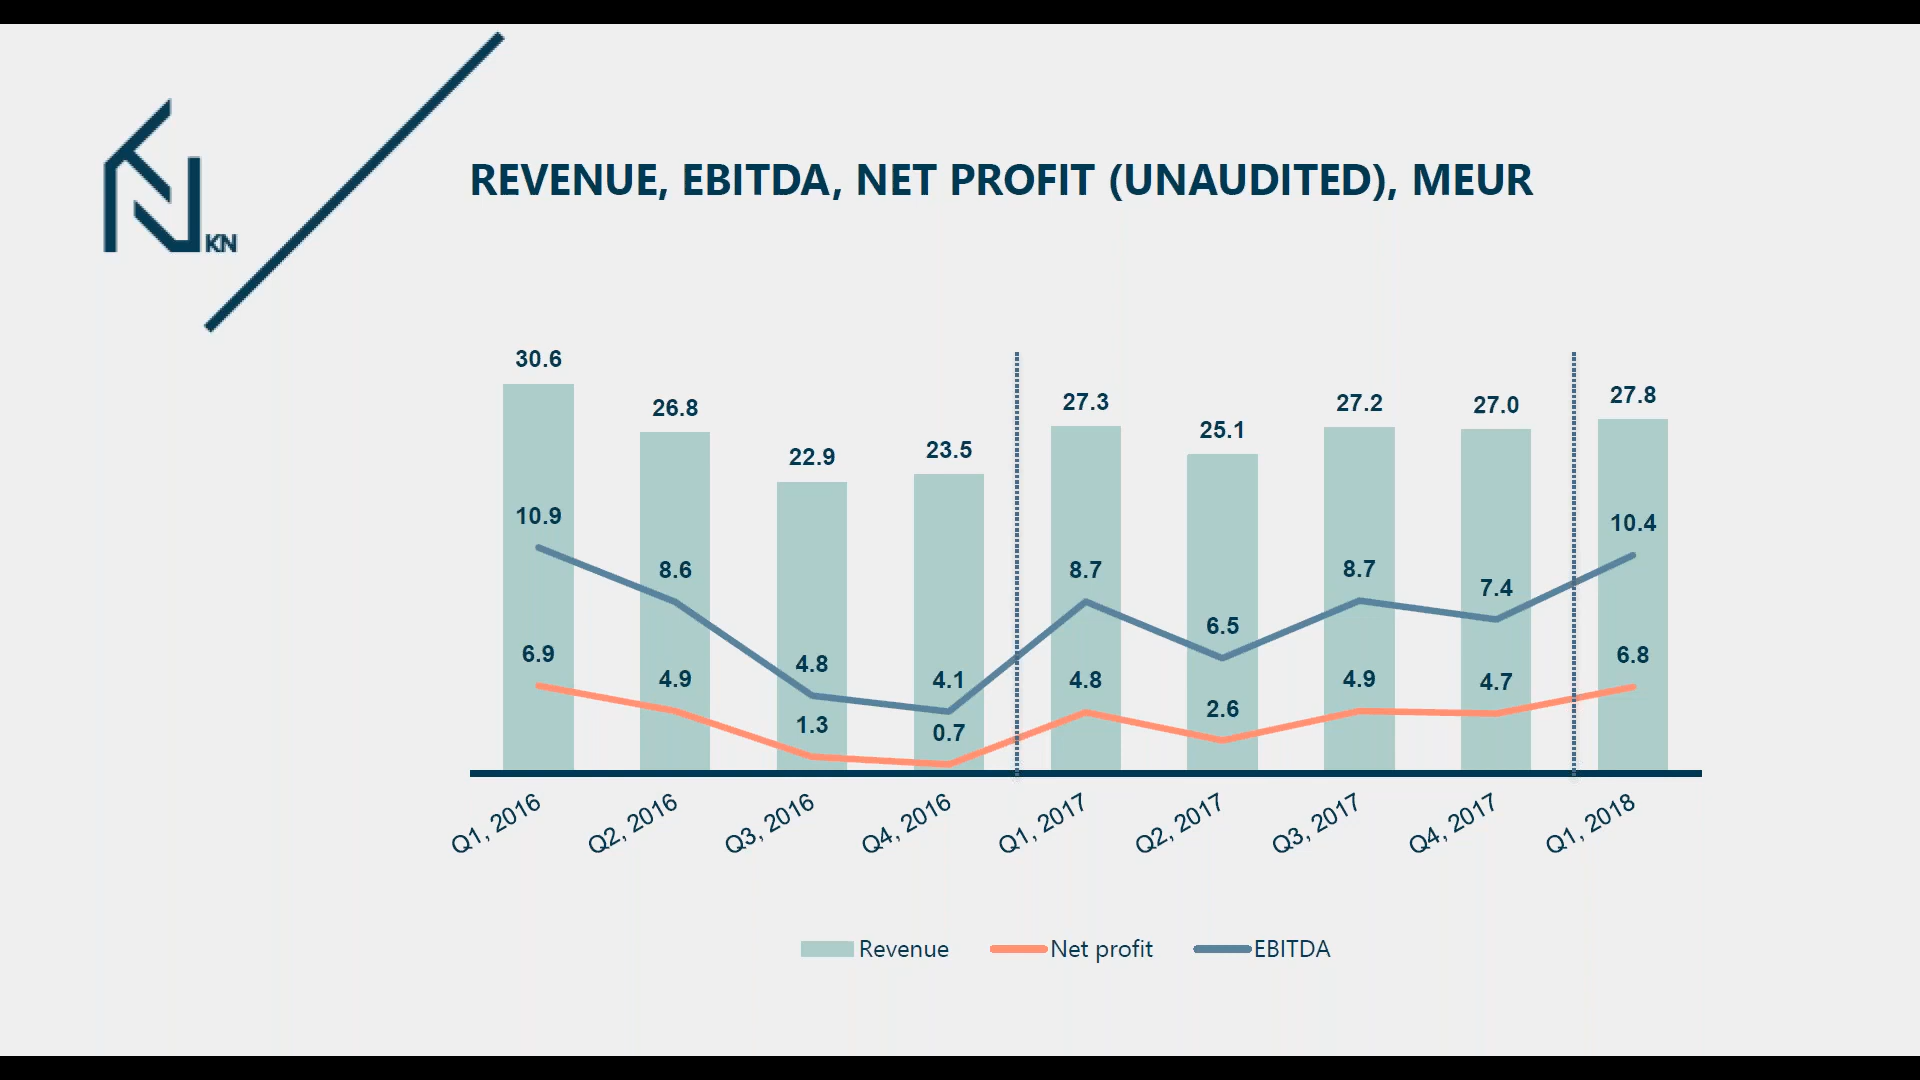 KN
REVENUE, EBITDA, NET PROFIT (UNAUDITED), MEUR
30.6
26.8
22.9
23.5
27.3
25.1
27.2
27.0
27.8
10.9
8.6
4.8
4.1
8.7
6.5
8.7
7.4
10.4
6.9
4.9
1.3
0.7
4.8
2.6
4.9
4.7
6.8
Q1, 2016
Q2, 2016
Q3, 2016
Q4, 2016
Q1, 2017
Q2, 2017
Q3, 2017
Q4, 2017
Q1, 2018
Revenue Net profit EBITDA